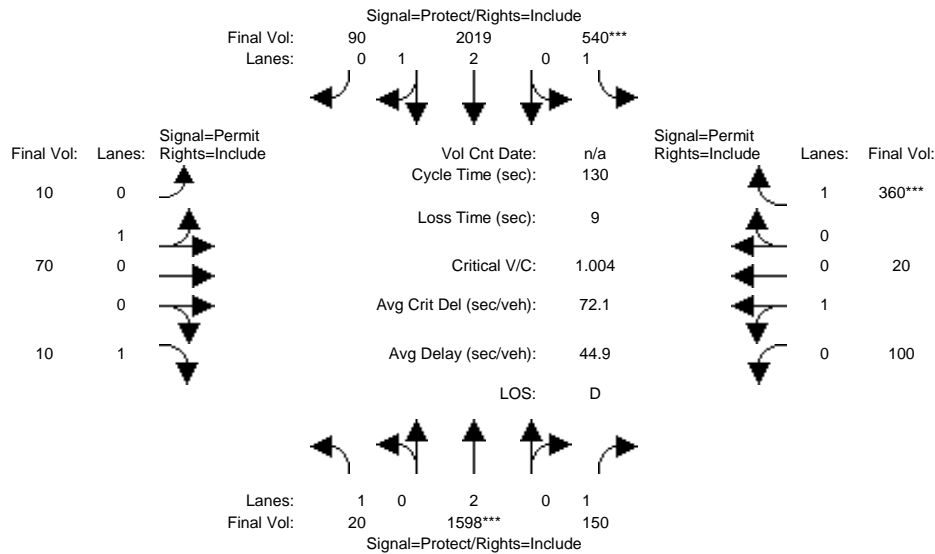 Signal=Protect/Rights=Include
Final Vol: 90 2019 540***
Lanes: 0 1 2 0 1
Signal=Permit Signal=Permit
Final Vol: Lanes: Rights=Include Vol Cnt Date: n/a Rights=Include Lanes: Final Vol:
10 0 Cycle Time (sec): 130 1 360***
Loss Time (sec): 9
1 0
70 0 Critical V/C: 1.004 0 20
0 Avg Crit Del (sec/veh): 72.1 1
10 1 Avg Delay (sec/veh): 44.9 0 100
LOS: D
Lanes: 1 0 2 0 1
Final Vol: 20 1598*** 150
Signal=Protect/Rights=Include